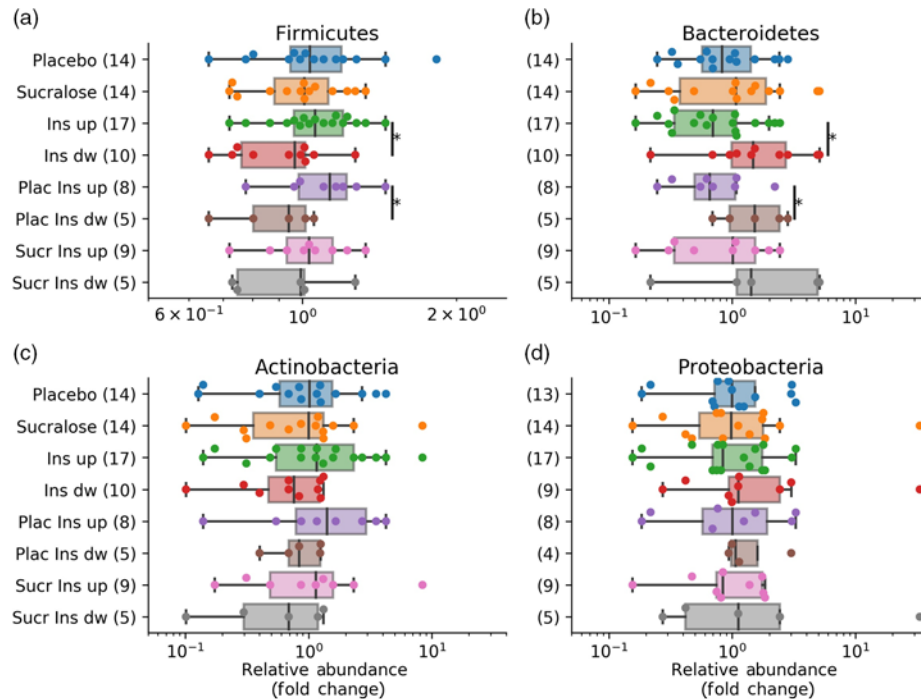 (a)
Firmicutes
Placebo (14)
Sucralose (14)
Ins up (17)
Ins dw (10)
Plac Ins up (8)
Plac Ins dw (5)
Sucr Ins up (9)
Sucr Ins dw (5)
*
*
6 × 10⁻¹
10⁰
2 × 10⁰
(b)
Bacteroidetes
(14)
(14)
(17)
(10)
(8)
(5)
(9)
(5)
*
*
10⁻¹
10⁰
10¹
(c)
Actinobacteria
Placebo (14)
Sucralose (14)
Ins up (17)
Ins dw (10)
Plac Ins up (8)
Plac Ins dw (5)
Sucr Ins up (9)
Sucr Ins dw (5)
10⁻¹
10⁰
10¹
Relative abundance
(fold change)
(d)
Proteobacteria
(13)
(14)
(17)
(9)
(8)
(4)
(9)
(5)
10⁻¹
10⁰
10¹
Relative abundance
(fold change)